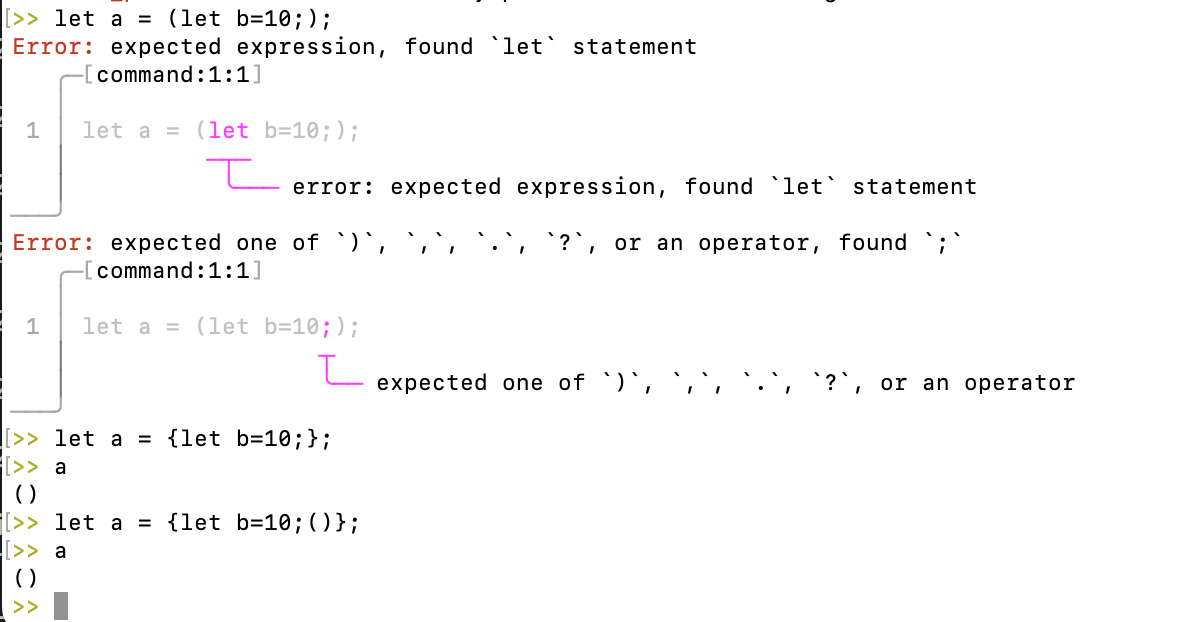 [>> let a = (let b=10;);
Error: expected expression, found `let` statement
[command:1:1]
1 let a = (let b=10;);
error: expected expression, found `let` statement
Error: expected one of `)`, `,`, `.`, `?`, or an operator, found `;`
[command:1:1]
1 let a = (let b=10;);
expected one of `)`, `,`, `.`, `?`, or an operator
[>> let a = {let b=10;};
[>> a
()
[>> let a = {let b=10;()};
[>> a
()
>>